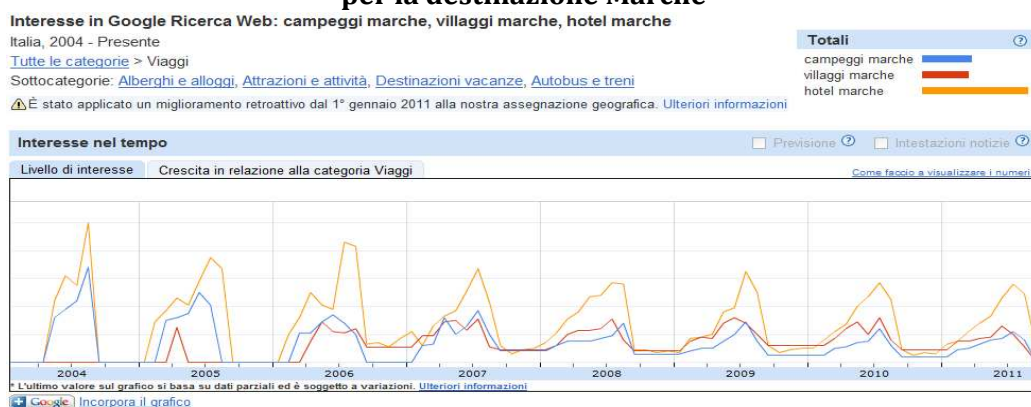 per la destinazione Marche
Interesse in Google Ricerca Web: campeggi marche, villaggi marche, hotel marche
Italia, 2004 - Presente
Tutte le categorie > Viaggi
Sottocategorie: Alberghi e alloggi, Attrazioni e attività, Destinazioni vacanze, Autobus e treni
È stato applicato un miglioramento retroattivo dal 1° gennaio 2011 alla nostra assegnazione geografica. Ulteriori informazioni
Totali ?
campeggi marche
villaggi marche
hotel marche
Interesse nel tempo Previsione ? Intestazioni notizie ?
Livello di interesse Crescita in relazione alla categoria Viaggi Come faccio a visualizzare i numeri
2004 2005 2006 2007 2008 2009 2010 2011
* L'ultimo valore sul grafico si basa su dati parziali ed è soggetto a variazioni. Ulteriori informazioni
+ Google Incorpora il grafico